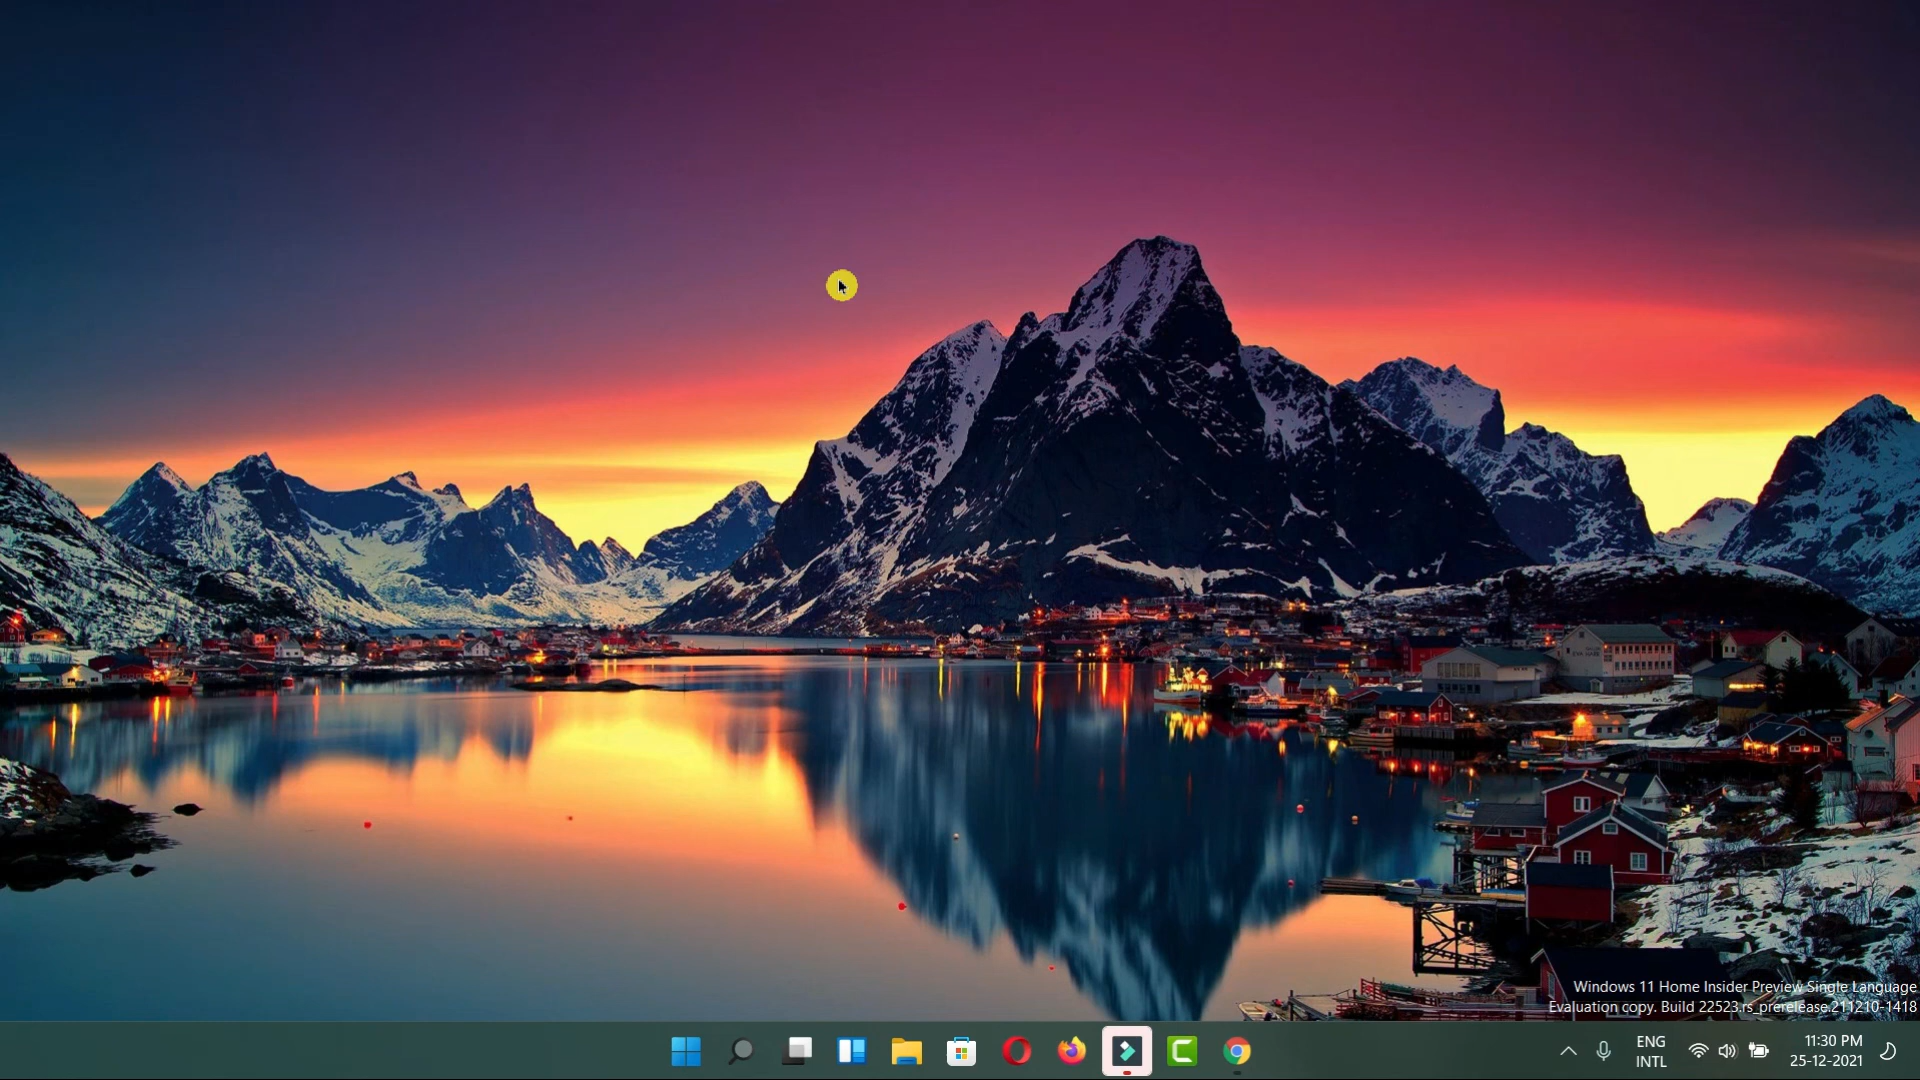 Windows 11 Home Insider Preview Single Language
Evaluation copy. Build 22523.rs_prerelease.211210-1418
ENG
INTL
11:30 PM
25-12-2021